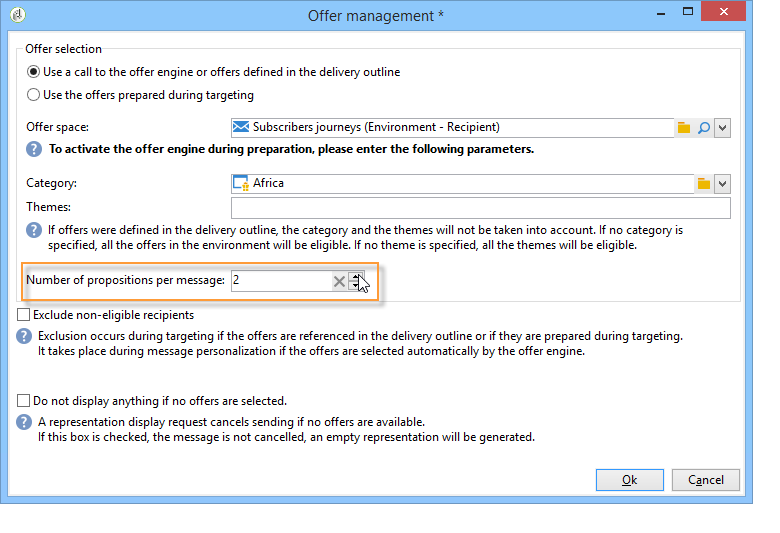 Offer management *
Offer selection
Use a call to the offer engine or offers defined in the delivery outline
Use the offers prepared during targeting
Offer space: Subscribers journeys (Environment - Recipient)
To activate the offer engine during preparation, please enter the following parameters.
Category: Africa
Themes:
If offers were defined in the delivery outline, the category and the themes will not be taken into account. If no category is
specified, all the offers in the environment will be eligible. If no theme is specified, all the themes will be eligible.
Number of propositions per message: 2
Exclude non-eligible recipients
Exclusion occurs during targeting if the offers are referenced in the delivery outline or if they are prepared during targeting.
It takes place during message personalization if the offers are selected automatically by the offer engine.
Do not display anything if no offers are selected.
A representation display request cancels sending if no offers are available.
If this box is checked, the message is not cancelled, an empty representation will be generated.
Ok Cancel